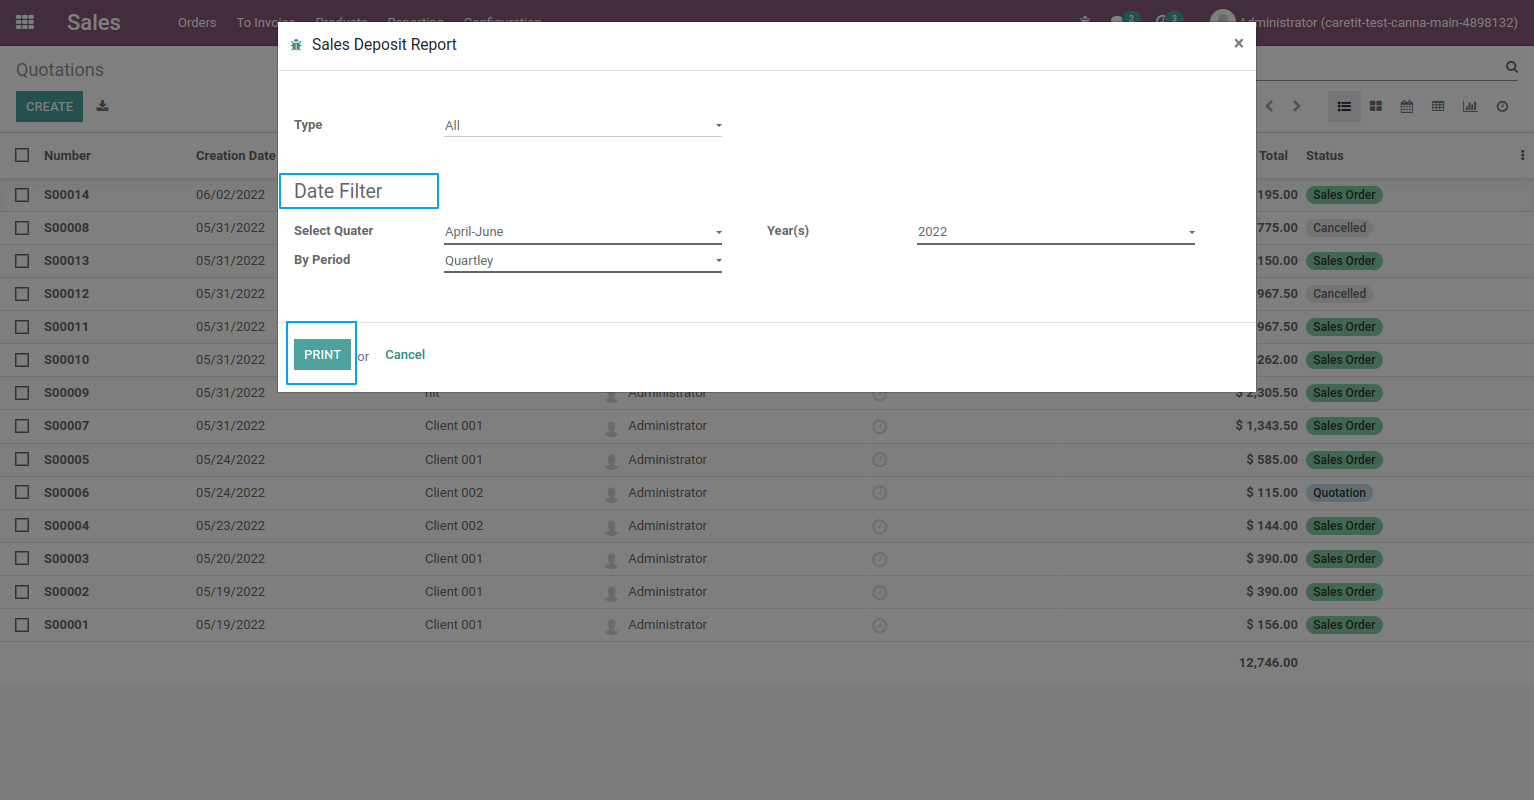 Sales Orders To Invoice Products Reporting Configuration 2 3 Administrator (caretit-test-canna-main-4898132)
Sales Deposit Report ×
Quotations
CREATE
Type All
Number Creation Date Total Status
Date Filter
S00014 06/02/2022 195.00 Sales Order
S00008 05/31/2022 775.00 Cancelled
Select Quater April-June Year(s) 2022
S00013 05/31/2022 150.00 Sales Order
By Period Quartley
S00012 05/31/2022 967.50 Cancelled
S00011 05/31/2022 967.50 Sales Order
PRINT or Cancel
S00010 05/31/2022 262.00 Sales Order
S00009 05/31/2022 Administrator $ 2,305.50 Sales Order
S00007 05/31/2022 Client 001 Administrator $ 1,343.50 Sales Order
S00005 05/24/2022 Client 001 Administrator $ 585.00 Sales Order
S00006 05/24/2022 Client 002 Administrator $ 115.00 Quotation
S00004 05/23/2022 Client 002 Administrator $ 144.00 Sales Order
S00003 05/20/2022 Client 001 Administrator $ 390.00 Sales Order
S00002 05/19/2022 Client 001 Administrator $ 390.00 Sales Order
S00001 05/19/2022 Client 001 Administrator $ 156.00 Sales Order
12,746.00